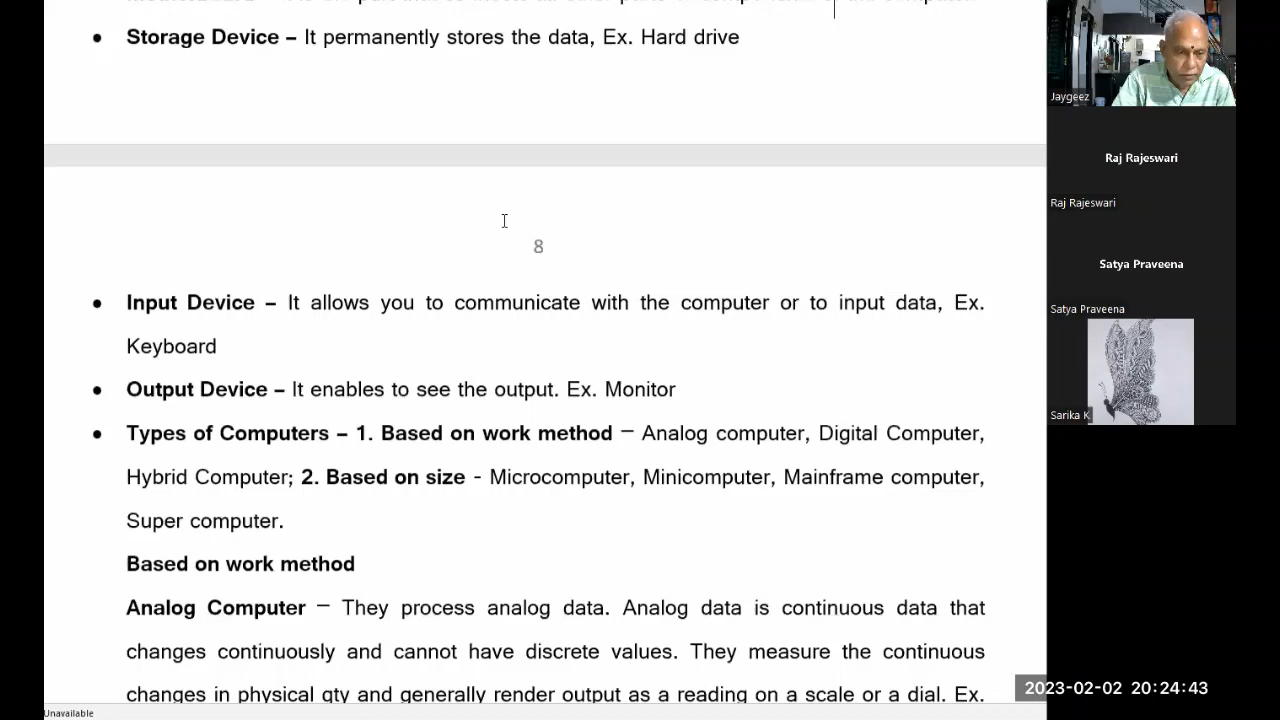 Storage Device – It permanently stores the data, Ex. Hard drive
8
Input Device – It allows you to communicate with the computer or to input data, Ex.
Keyboard
Output Device – It enables to see the output. Ex. Monitor
Types of Computers – 1. Based on work method – Analog computer, Digital Computer,
Hybrid Computer; 2. Based on size - Microcomputer, Minicomputer, Mainframe computer,
Super computer.
Based on work method
Analog Computer – They process analog data. Analog data is continuous data that
changes continuously and cannot have discrete values. They measure the continuous
changes in physical qty and generally render output as a reading on a scale or a dial. Ex.
Unavailable
Jaygeez
Raj Rajeswari
Raj Rajeswari
Satya Praveena
Satya Praveena
Sarika K
2023-02-02 20:24:43